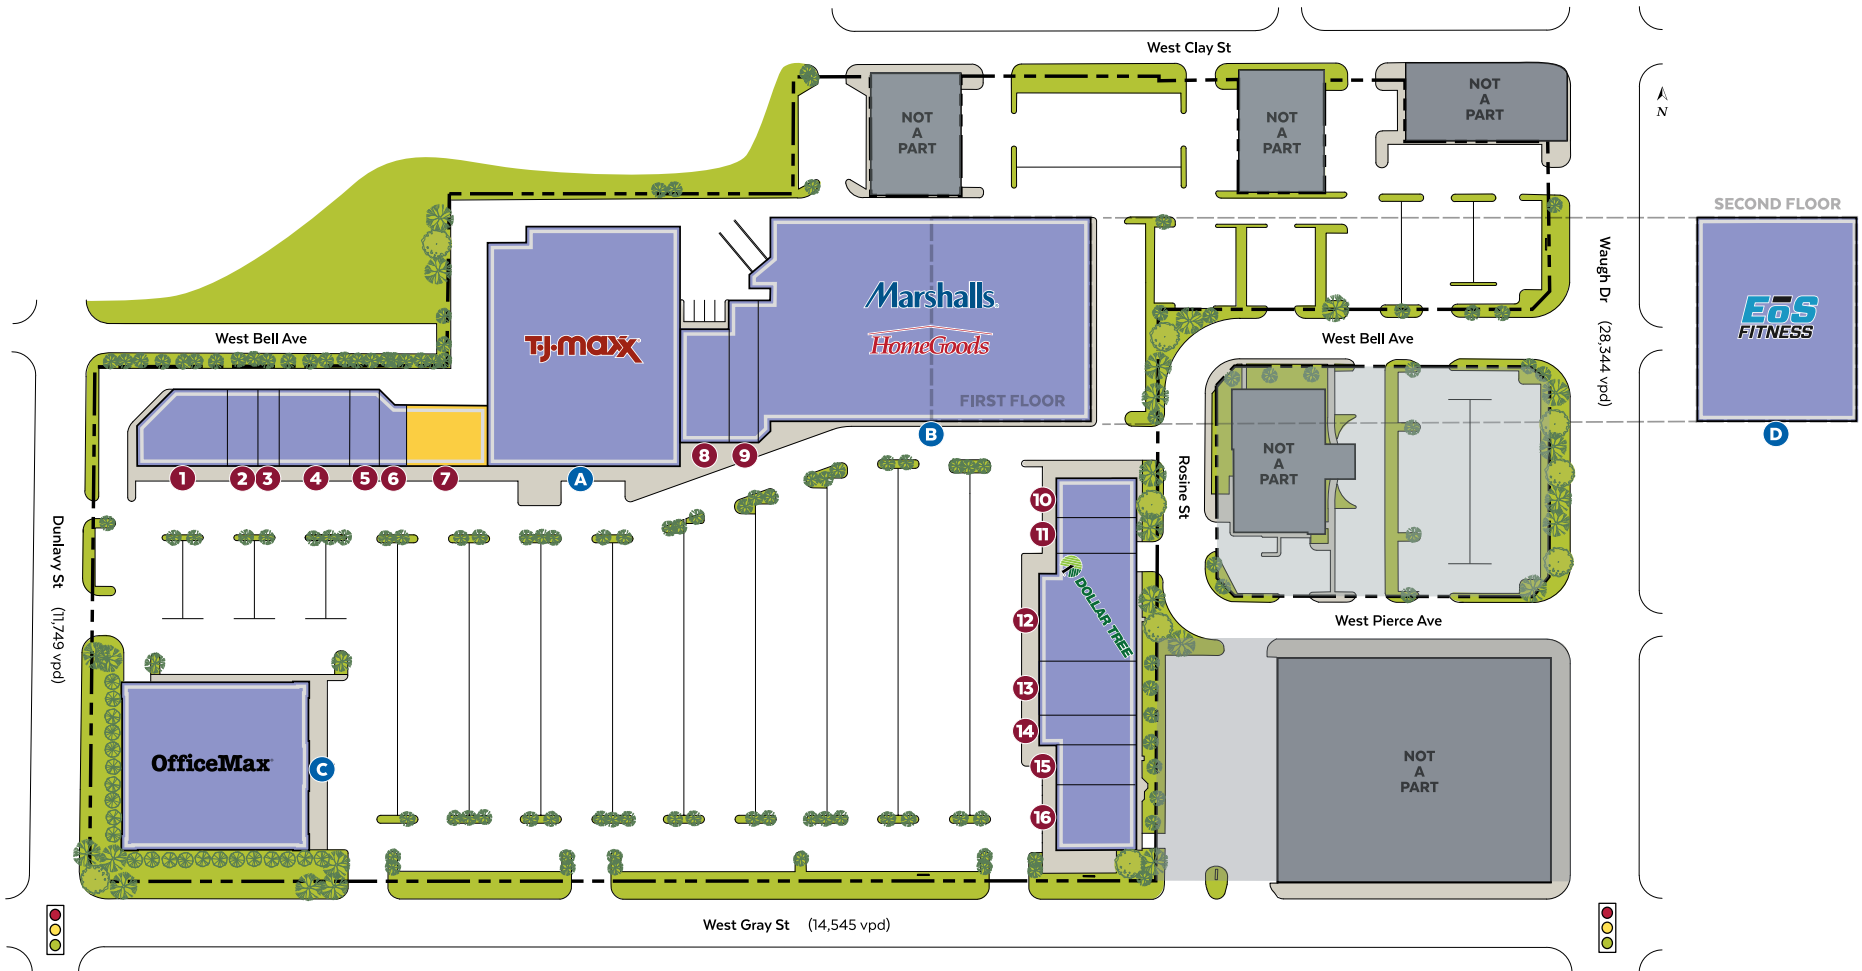 West Clay St
NOT
A
PART
NOT
A
PART
NOT
A
PART
N
SECOND FLOOR
Waugh Dr (28,344 vpd)
EōS
FITNESS
D
West Bell Ave
West Bell Ave
T·J·maxx
Marshalls
HomeGoods
FIRST FLOOR
B
8
9
A
1
2
3
4
5
6
7
NOT
A
PART
Rosine St
Dunlavy St (11,749 vpd)
10
11
DOLLAR TREE
12
13
14
15
16
West Pierce Ave
OfficeMax
C
NOT
A
PART
West Gray St (14,545 vpd)